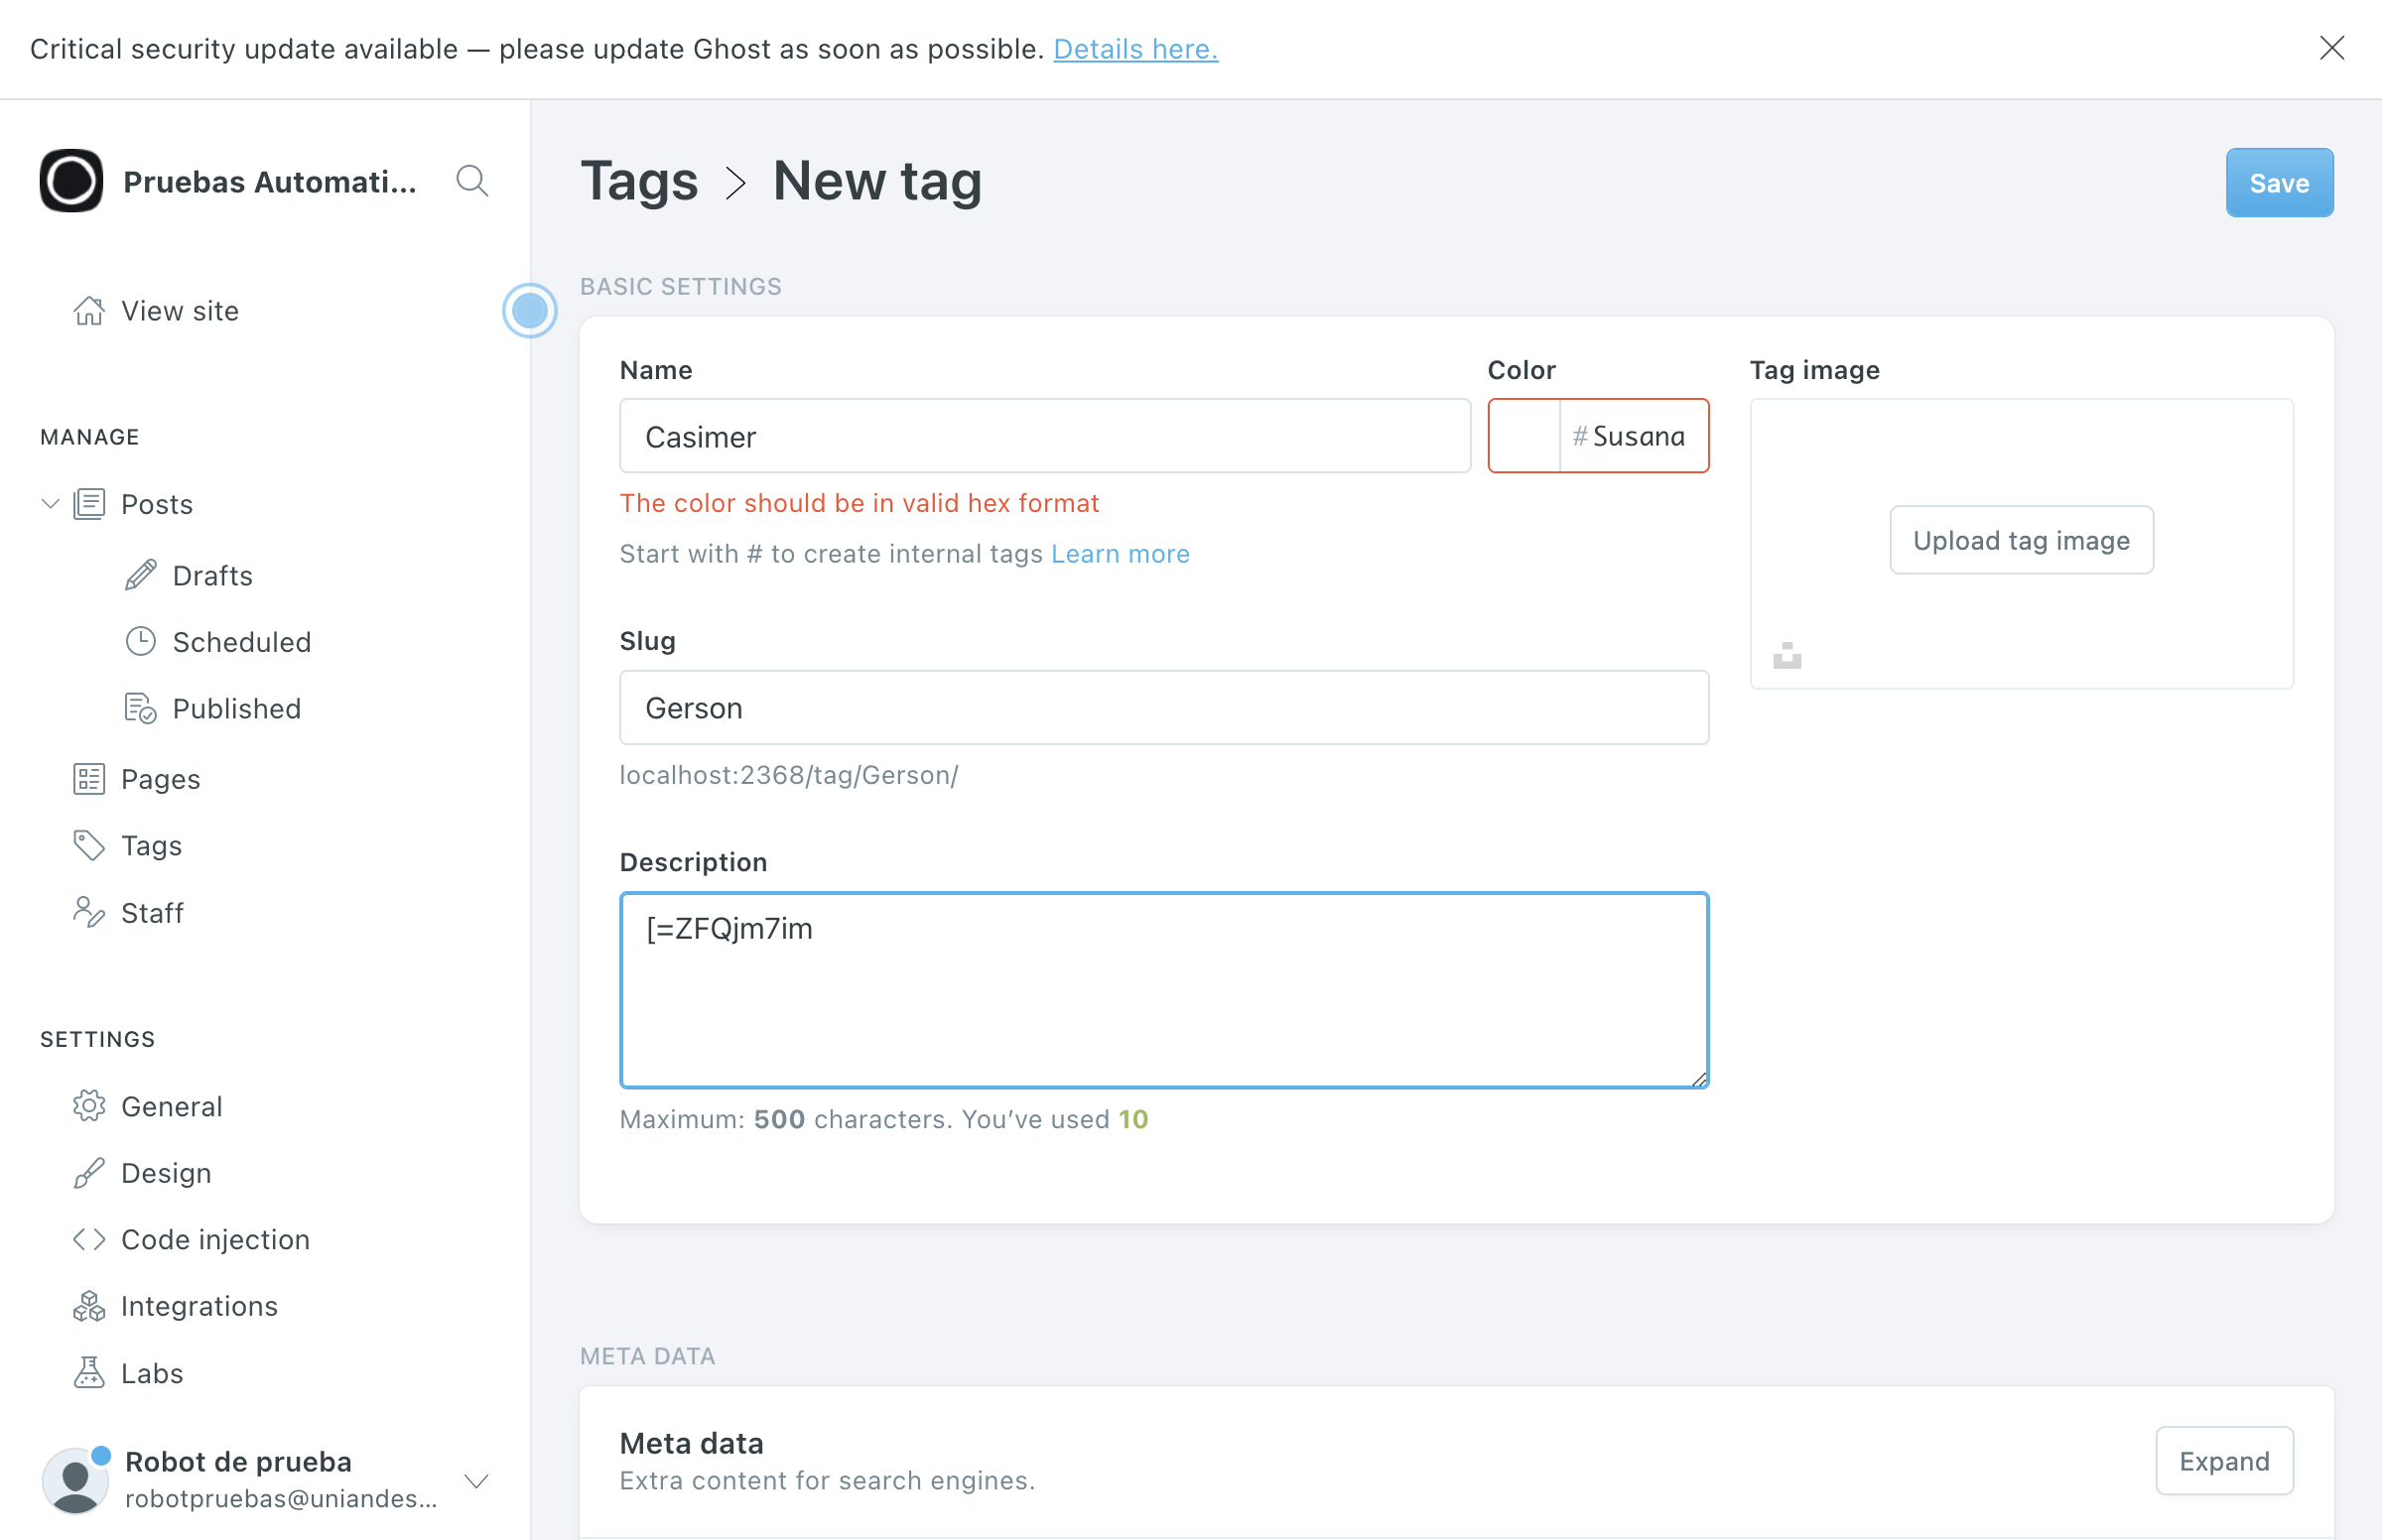 Critical security update available — please update Ghost as soon as possible. Details here.
Pruebas Automati...
View site
MANAGE
Posts
Drafts
Scheduled
Published
Pages
Tags
Staff
SETTINGS
General
Design
Code injection
Integrations
Labs
Robot de prueba
robotpruebas@uniandes...
Tags > New tag
Save
BASIC SETTINGS
Name
Casimer
Color
#Susana
The color should be in valid hex format
Start with # to create internal tags Learn more
Slug
Gerson
localhost:2368/tag/Gerson/
Description
[=ZFQjm7im
Maximum: 500 characters. You’ve used 10
Tag image
Upload tag image
META DATA
Meta data
Extra content for search engines.
Expand